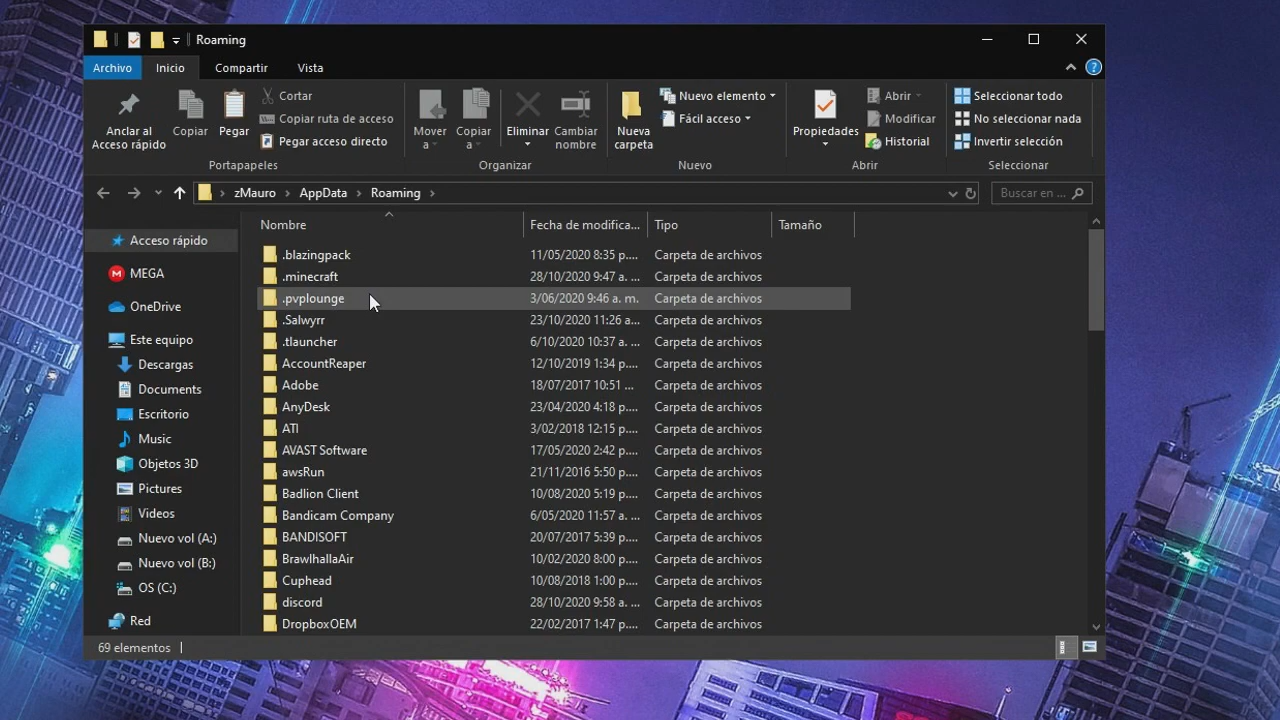 Roaming
Archivo Inicio Compartir Vista
Anclar al Acceso rápido
Copiar
Pegar
Cortar
Copiar ruta de acceso
Pegar acceso directo
Portapapeles
Mover a
Copiar a
Eliminar
Cambiar nombre
Organizar
Nueva carpeta
Nuevo elemento
Fácil acceso
Nuevo
Propiedades
Abrir
Modificar
Historial
Abrir
Seleccionar todo
No seleccionar nada
Invertir selección
Seleccionar
zMauro > AppData > Roaming >
Buscar en ...
Acceso rápido
MEGA
OneDrive
Este equipo
Descargas
Documents
Escritorio
Music
Objetos 3D
Pictures
Videos
Nuevo vol (A:)
Nuevo vol (B:)
OS (C:)
Red
Nombre Fecha de modifica... Tipo Tamaño
.blazingpack 11/05/2020 8:35 p.... Carpeta de archivos
.minecraft 28/10/2020 9:47 a. ... Carpeta de archivos
.pvplounge 3/06/2020 9:46 a. m. Carpeta de archivos
.Salwyrr 23/10/2020 11:26 a... Carpeta de archivos
.tlauncher 6/10/2020 10:37 a. ... Carpeta de archivos
AccountReaper 12/10/2019 1:34 p.... Carpeta de archivos
Adobe 18/07/2017 10:51 ... Carpeta de archivos
AnyDesk 23/04/2020 4:18 p.... Carpeta de archivos
ATI 3/02/2018 12:15 p.... Carpeta de archivos
AVAST Software 17/05/2020 2:42 p.... Carpeta de archivos
awsRun 21/11/2016 5:50 p.... Carpeta de archivos
Badlion Client 10/08/2020 5:19 p.... Carpeta de archivos
Bandicam Company 6/05/2020 11:57 a. ... Carpeta de archivos
BANDISOFT 20/07/2017 5:39 p.... Carpeta de archivos
BrawlhallaAir 10/02/2020 8:00 p.... Carpeta de archivos
Cuphead 10/08/2018 1:00 p.... Carpeta de archivos
discord 28/10/2020 9:58 a. ... Carpeta de archivos
DropboxOEM 22/02/2017 1:47 p.... Carpeta de archivos
69 elementos